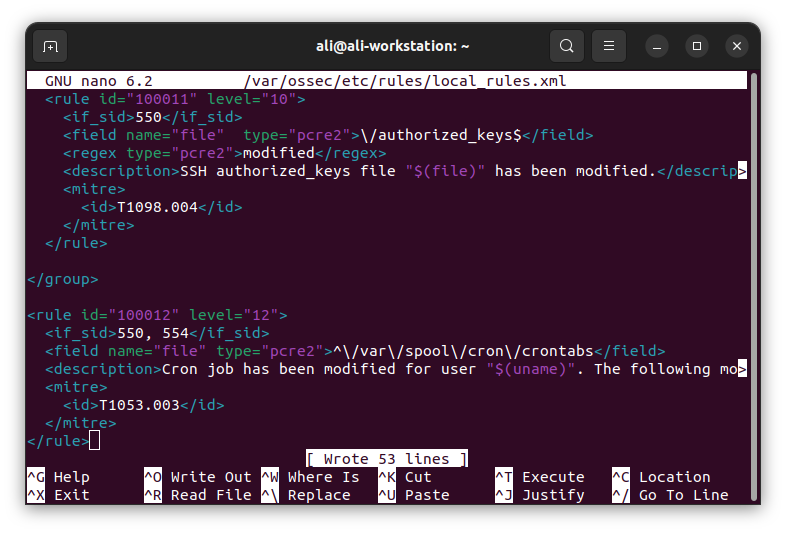 ali@ali-workstation: ~
GNU nano 6.2 /var/ossec/etc/rules/local_rules.xml
<rule id="100011" level="10">
<if_sid>550</if_sid>
<field name="file"  type="pcre2">\/authorized_keys$</field>
<regex type="pcre2">modified</regex>
<description>SSH authorized_keys file "$(file)" has been modified.</descrip>
<mitre>
<id>T1098.004</id>
</mitre>
</rule>
</group>
<rule id="100012" level="12">
<if_sid>550, 554</if_sid>
<field name="file" type="pcre2">^\/var\/spool\/cron\/crontabs</field>
<description>Cron job has been modified for user "$(uname)". The following mo>
<mitre>
<id>T1053.003</id>
</mitre>
</rule>
[ Wrote 53 lines ]
^G Help ^O Write Out ^W Where Is ^K Cut ^T Execute ^C Location
^X Exit ^R Read File ^\ Replace ^U Paste ^J Justify ^/ Go To Line